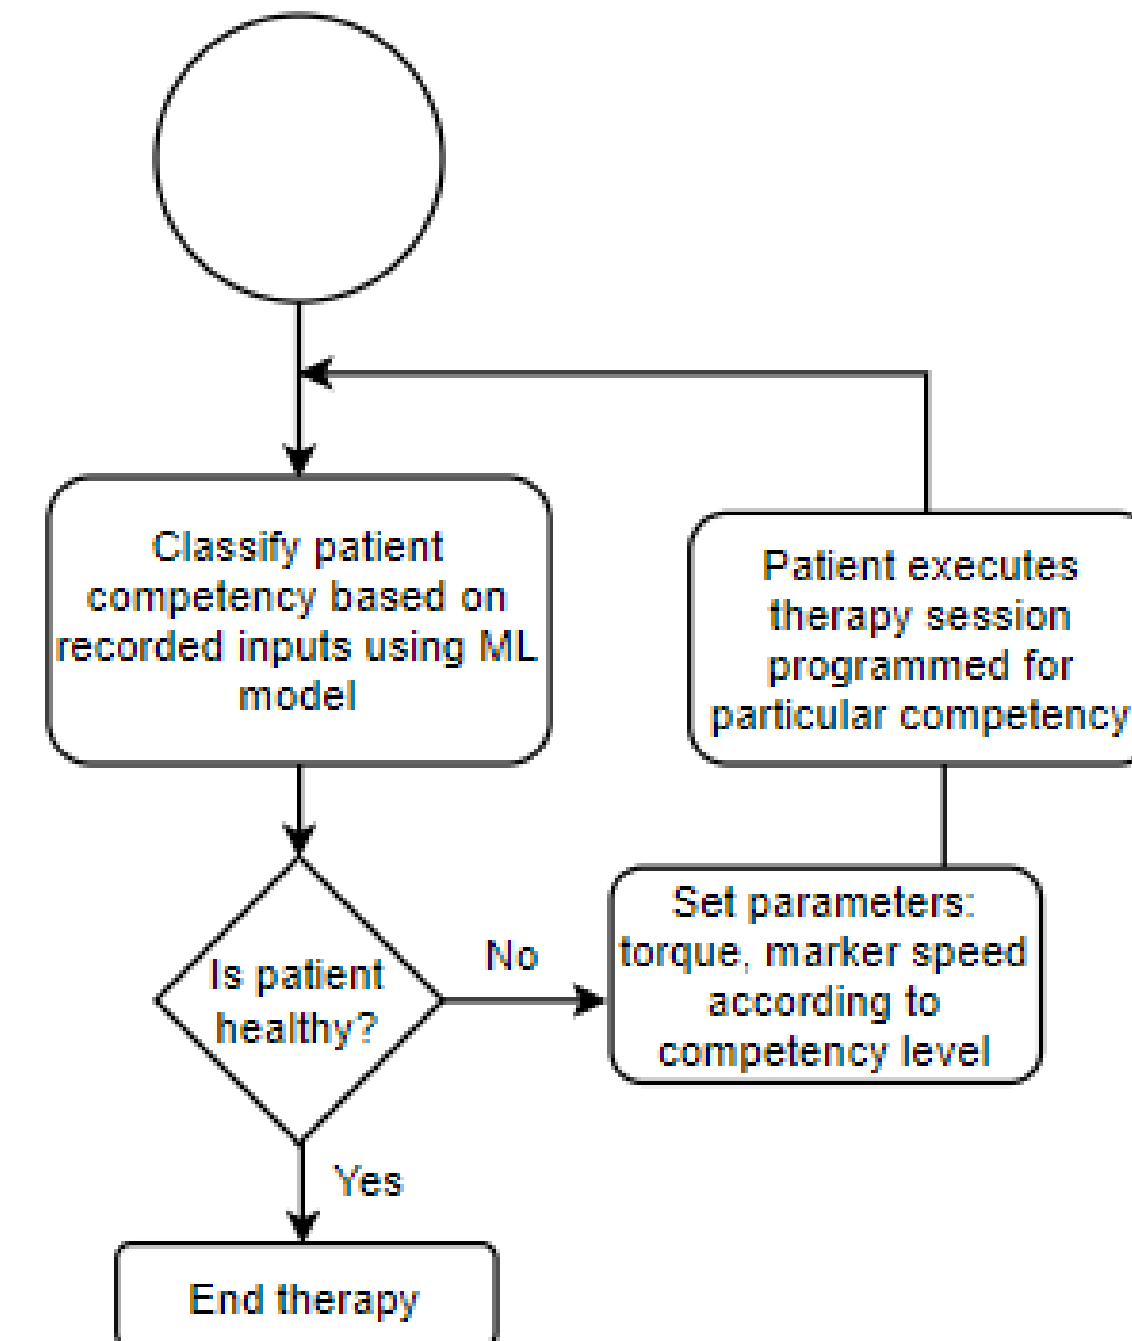 Classify patient
competency based on
recorded inputs using ML
model
Patient executes
therapy session
programmed for
particular competency
Is patient
healthy?
No
Set parameters:
torque, marker speed
according to
competency level
Yes
End therapy